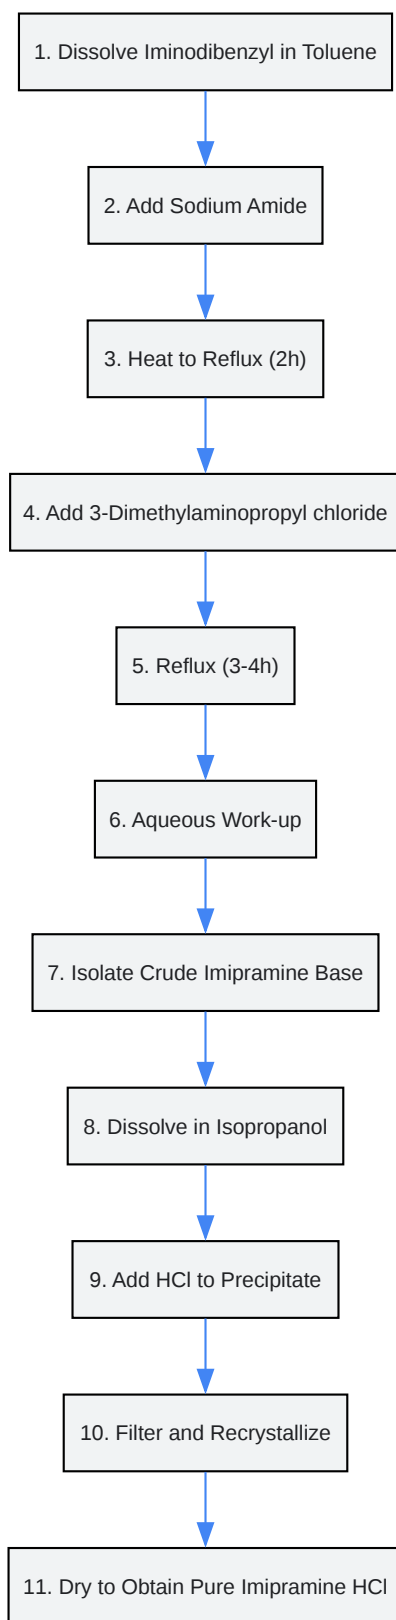 1. Dissolve Iminodibenzyl in Toluene
2. Add Sodium Amide
3. Heat to Reflux (2h)
4. Add 3-Dimethylaminopropyl chloride
5. Reflux (3-4h)
6. Aqueous Work-up
7. Isolate Crude Imipramine Base
8. Dissolve in Isopropanol
9. Add HCl to Precipitate
10. Filter and Recrystallize
11. Dry to Obtain Pure Imipramine HCl